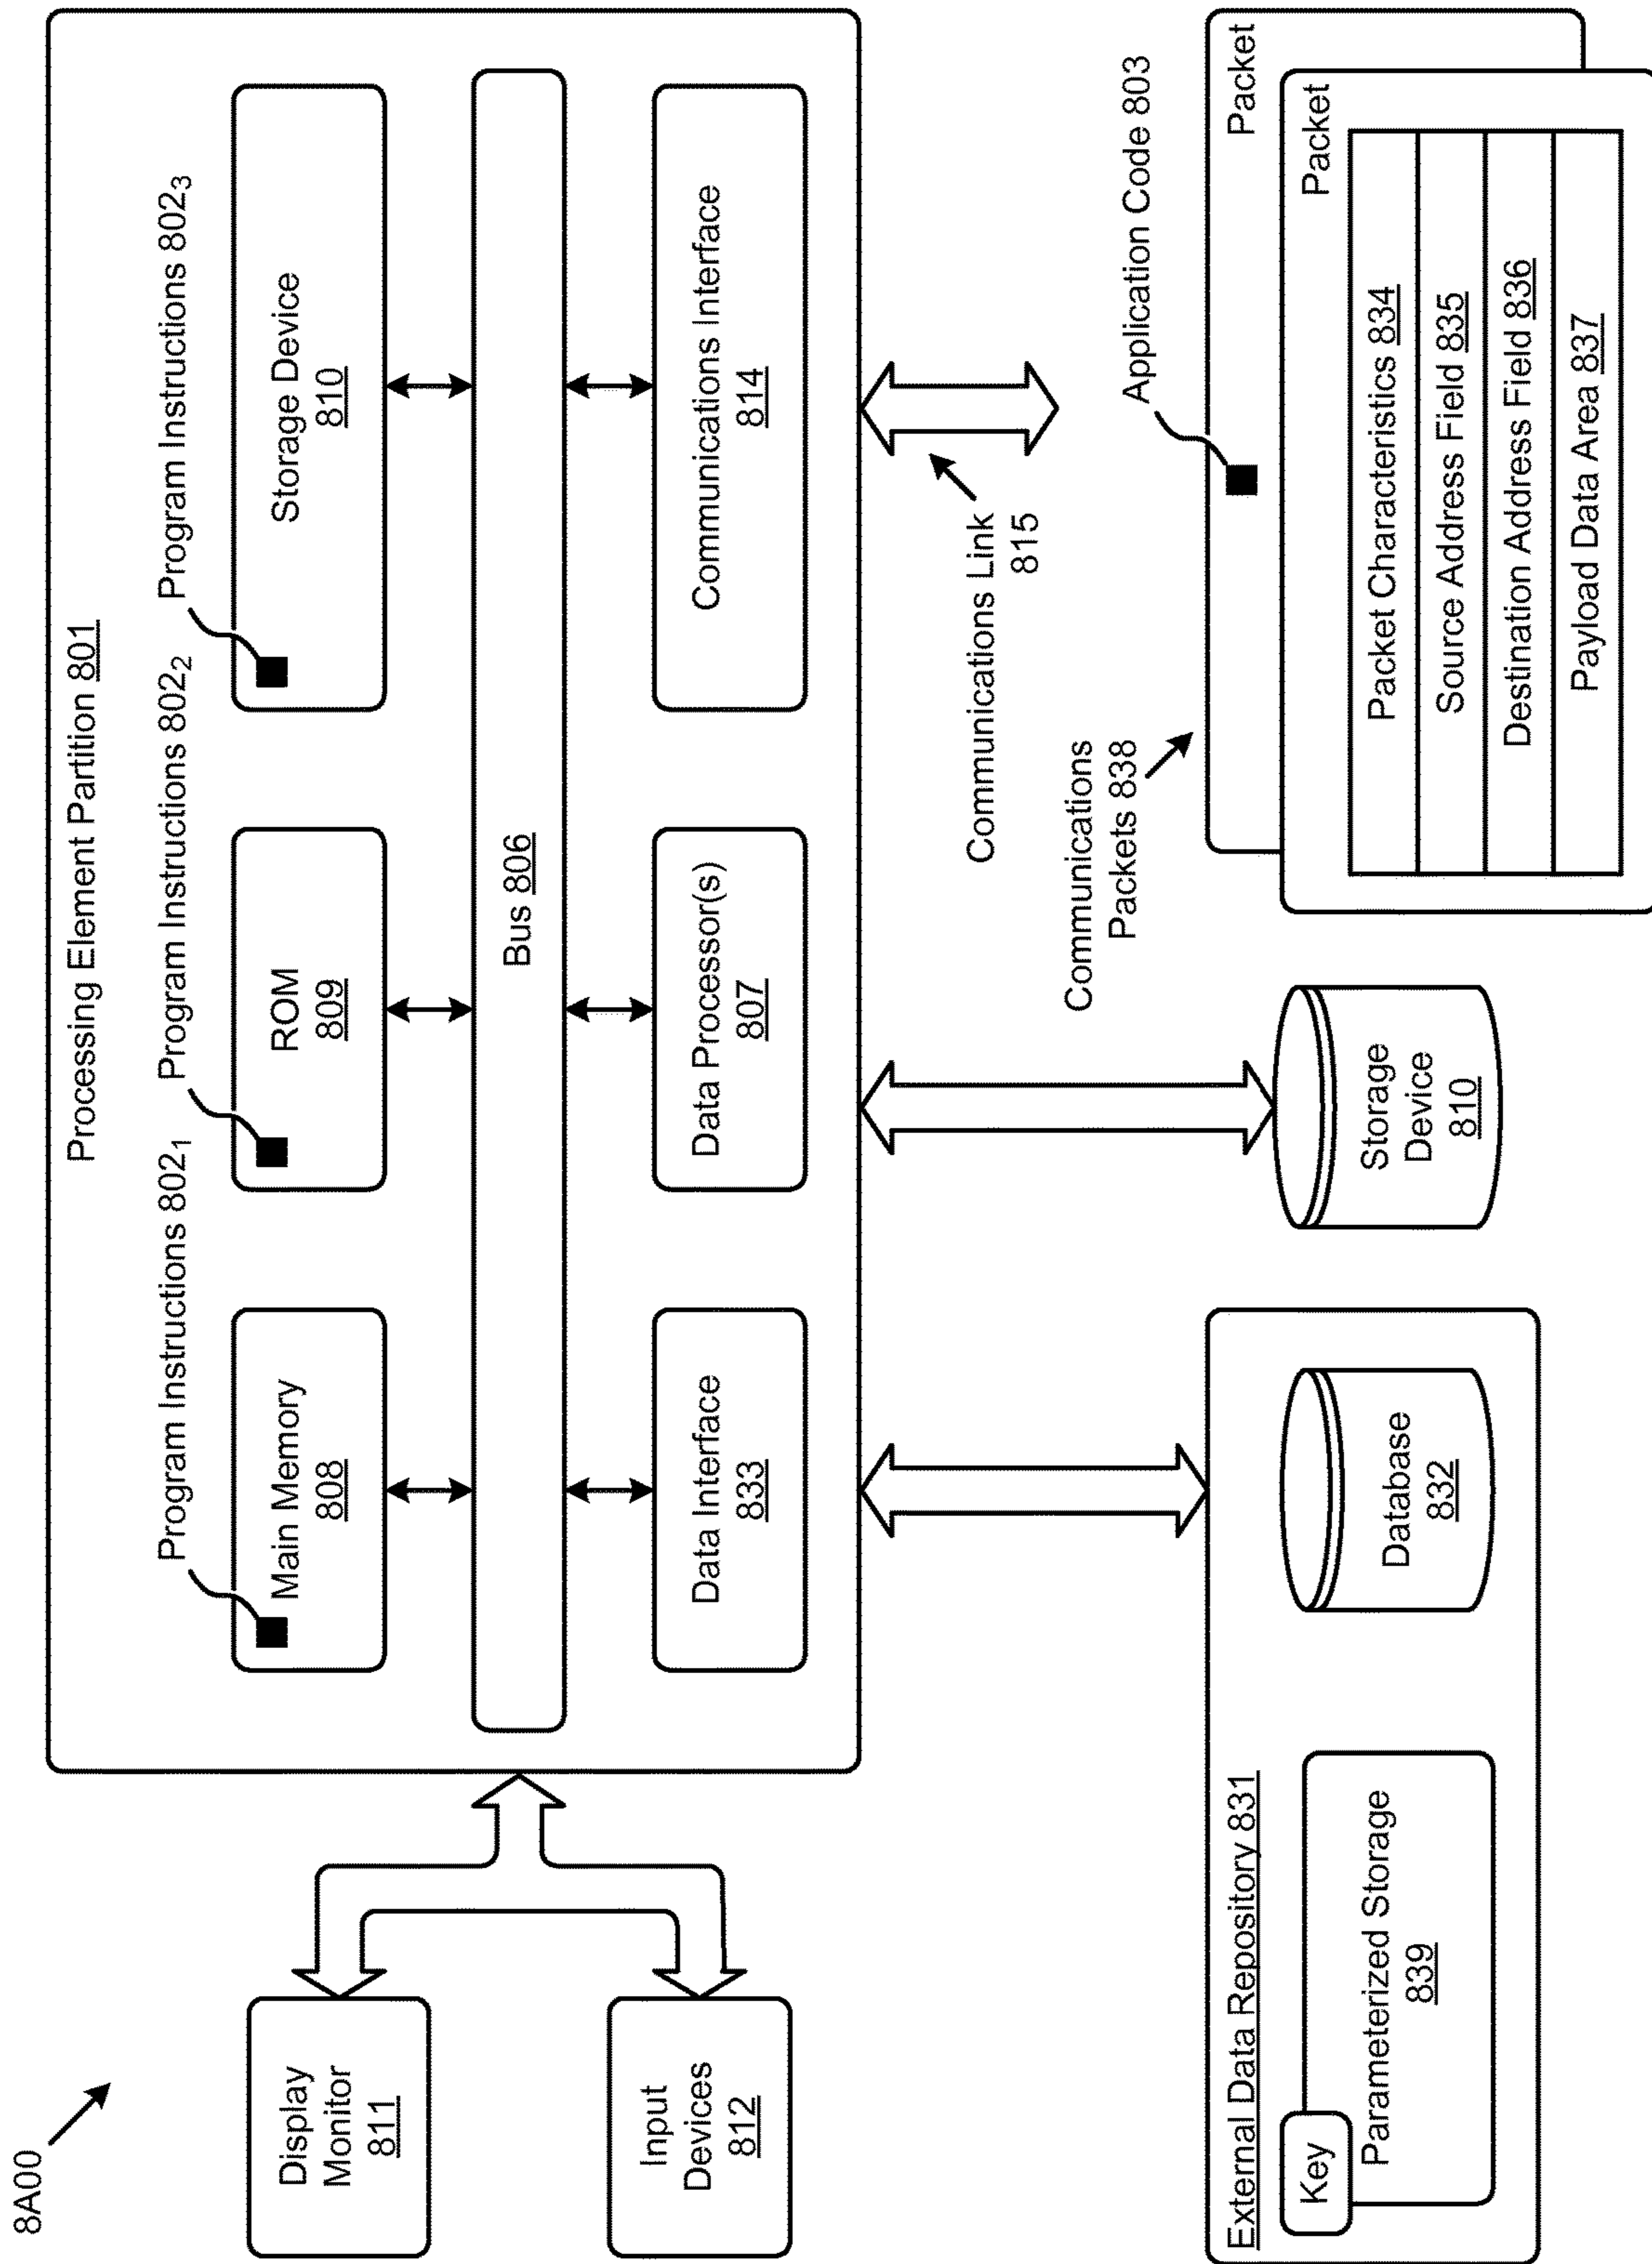 8A00
Processing Element Partition 801
Program Instructions 802₁
Program Instructions 802₂
Program Instructions 802₃
Main Memory
808
ROM
809
Storage Device
810
Display
Monitor
811
Bus 806
Input
Devices
812
Data Interface
833
Data Processor(s)
807
Communications Interface
814
Communications Link
815
Communications
Packets 838
Application Code 803
External Data Repository 831
Key
Parameterized Storage
839
Database
832
Storage
Device
810
Packet
Packet
Packet Characteristics 834
Source Address Field 835
Destination Address Field 836
Payload Data Area 837